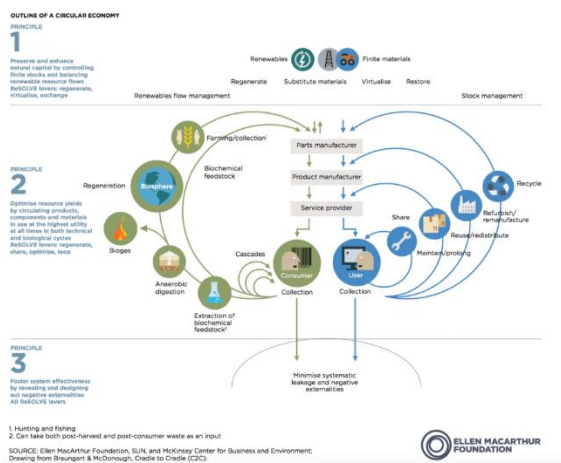 OUTLINE OF A CIRCULAR ECONOMY
PRINCIPLE
1
Preserve and enhance
natural capital by controlling
finite stocks and balancing
renewable resource flows
ReSOLVE levers: regenerate,
virtualise, exchange
Renewables
Finite materials
Regenerate
Substitute materials
Virtualise
Restore
Renewables flow management
Stock management
PRINCIPLE
2
Optimise resource yields
by circulating products,
components and materials
in use at the highest utility
at all times in both technical
and biological cycles
ReSOLVE levers: regenerate,
share, optimise, loop
Farming/collection¹
Biochemical
feedstock
Regeneration
Biosphere
Biogas
Anaerobic
digestion
Extraction of
biochemical
feedstock²
Cascades
Parts manufacturer
Product manufacturer
Service provider
Consumer
Collection
User
Collection
Share
Maintain/prolong
Reuse/redistribute
Refurbish/
remanufacture
Recycle
PRINCIPLE
3
Foster system effectiveness
by revealing and designing
out negative externalities
All ReSOLVE levers
Minimise systematic
leakage and negative
externalities
1. Hunting and fishing
2. Can take both post-harvest and post-consumer waste as an input
SOURCE: Ellen MacArthur Foundation, SUN, and McKinsey Center for Business and Environment;
Drawing from Braungart & McDonough, Cradle to Cradle (C2C).
ELLEN MACARTHUR
FOUNDATION